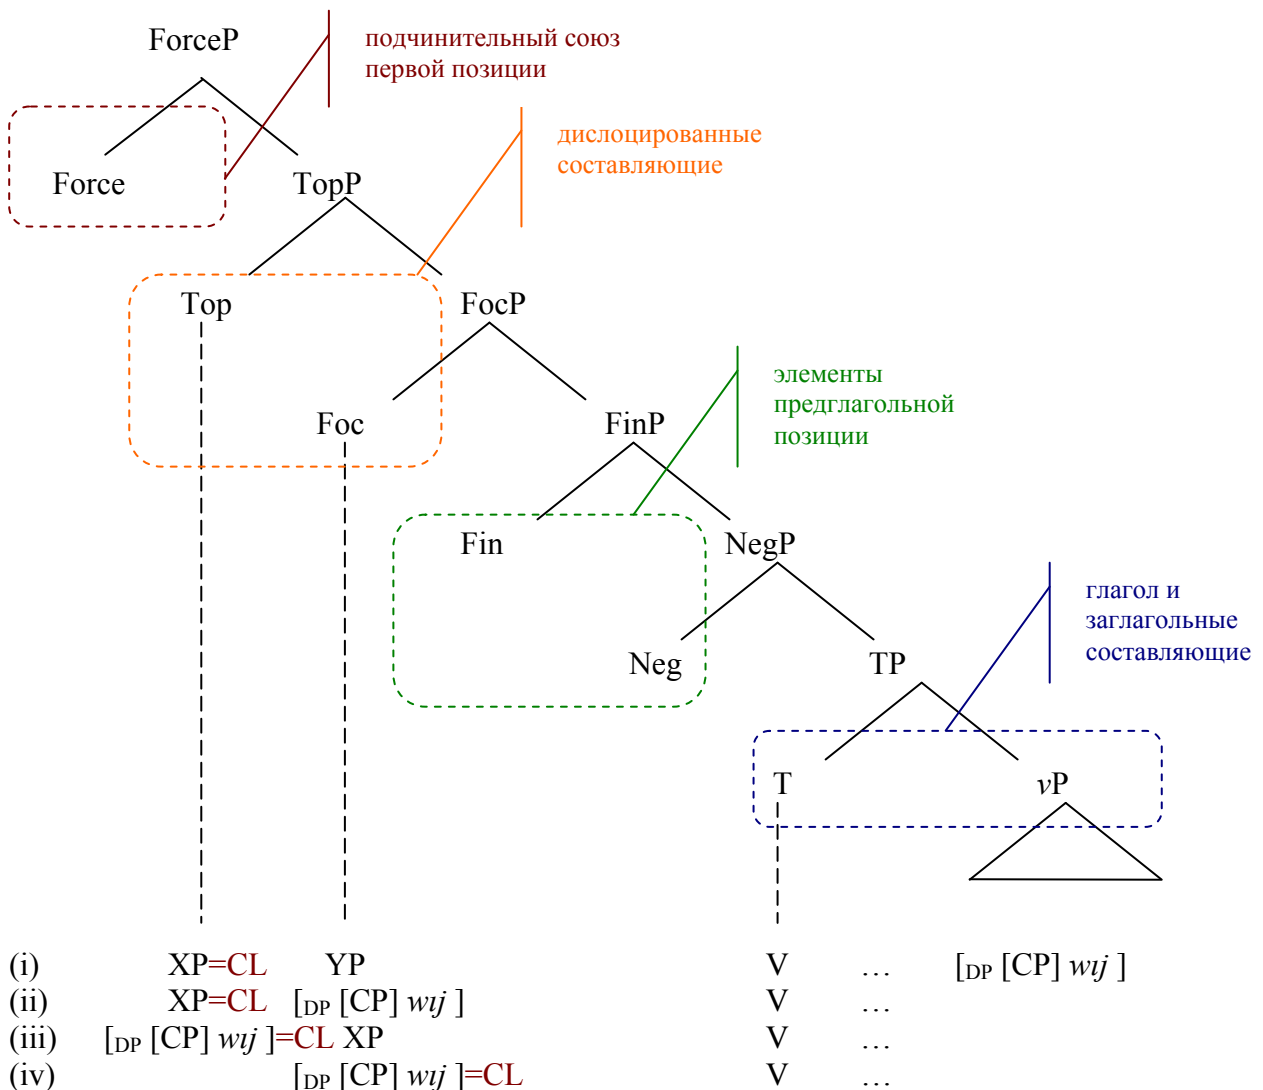 ForceP
подчинительный союз
первой позиции
дислоцированные
составляющие
Force
TopP
Top
FocP
элементы
предглагольной
позиции
Foc
FinP
Fin
NegP
глагол и
заглагольные
составляющие
Neg
TP
T
vP
(i) XP=CL YP V … [DP [CP] wıj ]
(ii) XP=CL [DP [CP] wıj ] V …
(iii) [DP [CP] wıj ]=CL XP V …
(iv) [DP [CP] wıj ]=CL V …